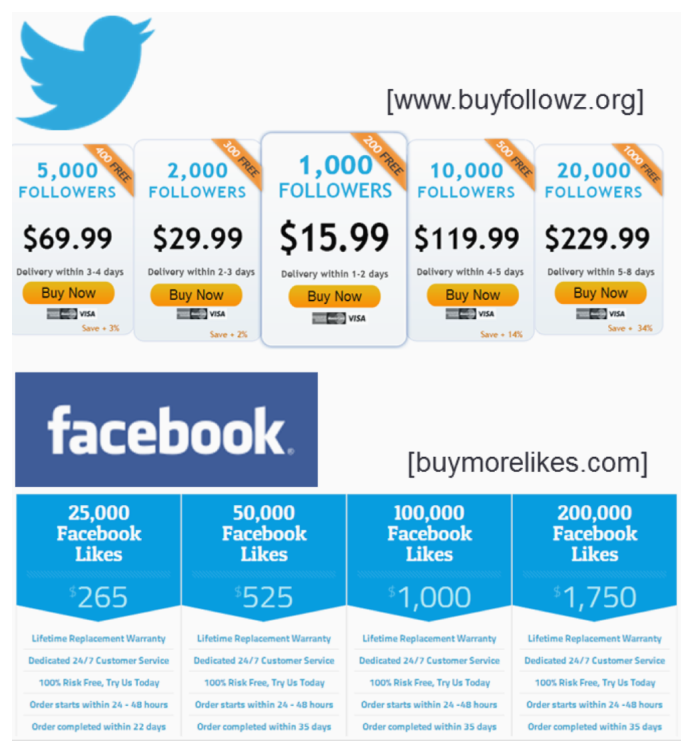 [www.buyfollowz.org]
400 FREE
5,000
FOLLOWERS
$69.99
Delivery within 3-4 days
Buy Now
VISA
Save + 3%
300 FREE
2,000
FOLLOWERS
$29.99
Delivery within 2-3 days
Buy Now
VISA
Save + 2%
200 FREE
1,000
FOLLOWERS
$15.99
Delivery within 1-2 days
Buy Now
VISA
500 FREE
10,000
FOLLOWERS
$119.99
Delivery within 4-5 days
Buy Now
VISA
Save + 14%
1000 FREE
20,000
FOLLOWERS
$229.99
Delivery within 5-8 days
Buy Now
VISA
Save + 34%
facebook
[buymorelikes.com]
25,000
Facebook
Likes
$265
Lifetime Replacement Warranty
Dedicated 24/7 Customer Service
100% Risk Free, Try Us Today
Order starts within 24 - 48 hours
Order completed within 22 days
50,000
Facebook
Likes
$525
Lifetime Replacement Warranty
Dedicated 24/7 Customer Service
100% Risk Free, Try Us Today
Order starts within 24 - 48 hours
Order completed within 35 days
100,000
Facebook
Likes
$1,000
Lifetime Replacement Warranty
Dedicated 24/7 Customer Service
100% Risk Free, Try Us Today
Order starts within 24 - 48 hours
Order completed within 35 days
200,000
Facebook
Likes
$1,750
Lifetime Replacement Warranty
Dedicated 24/7 Customer Service
100% Risk Free, Try Us Today
Order starts within 24 - 48 hours
Order completed within 35 days